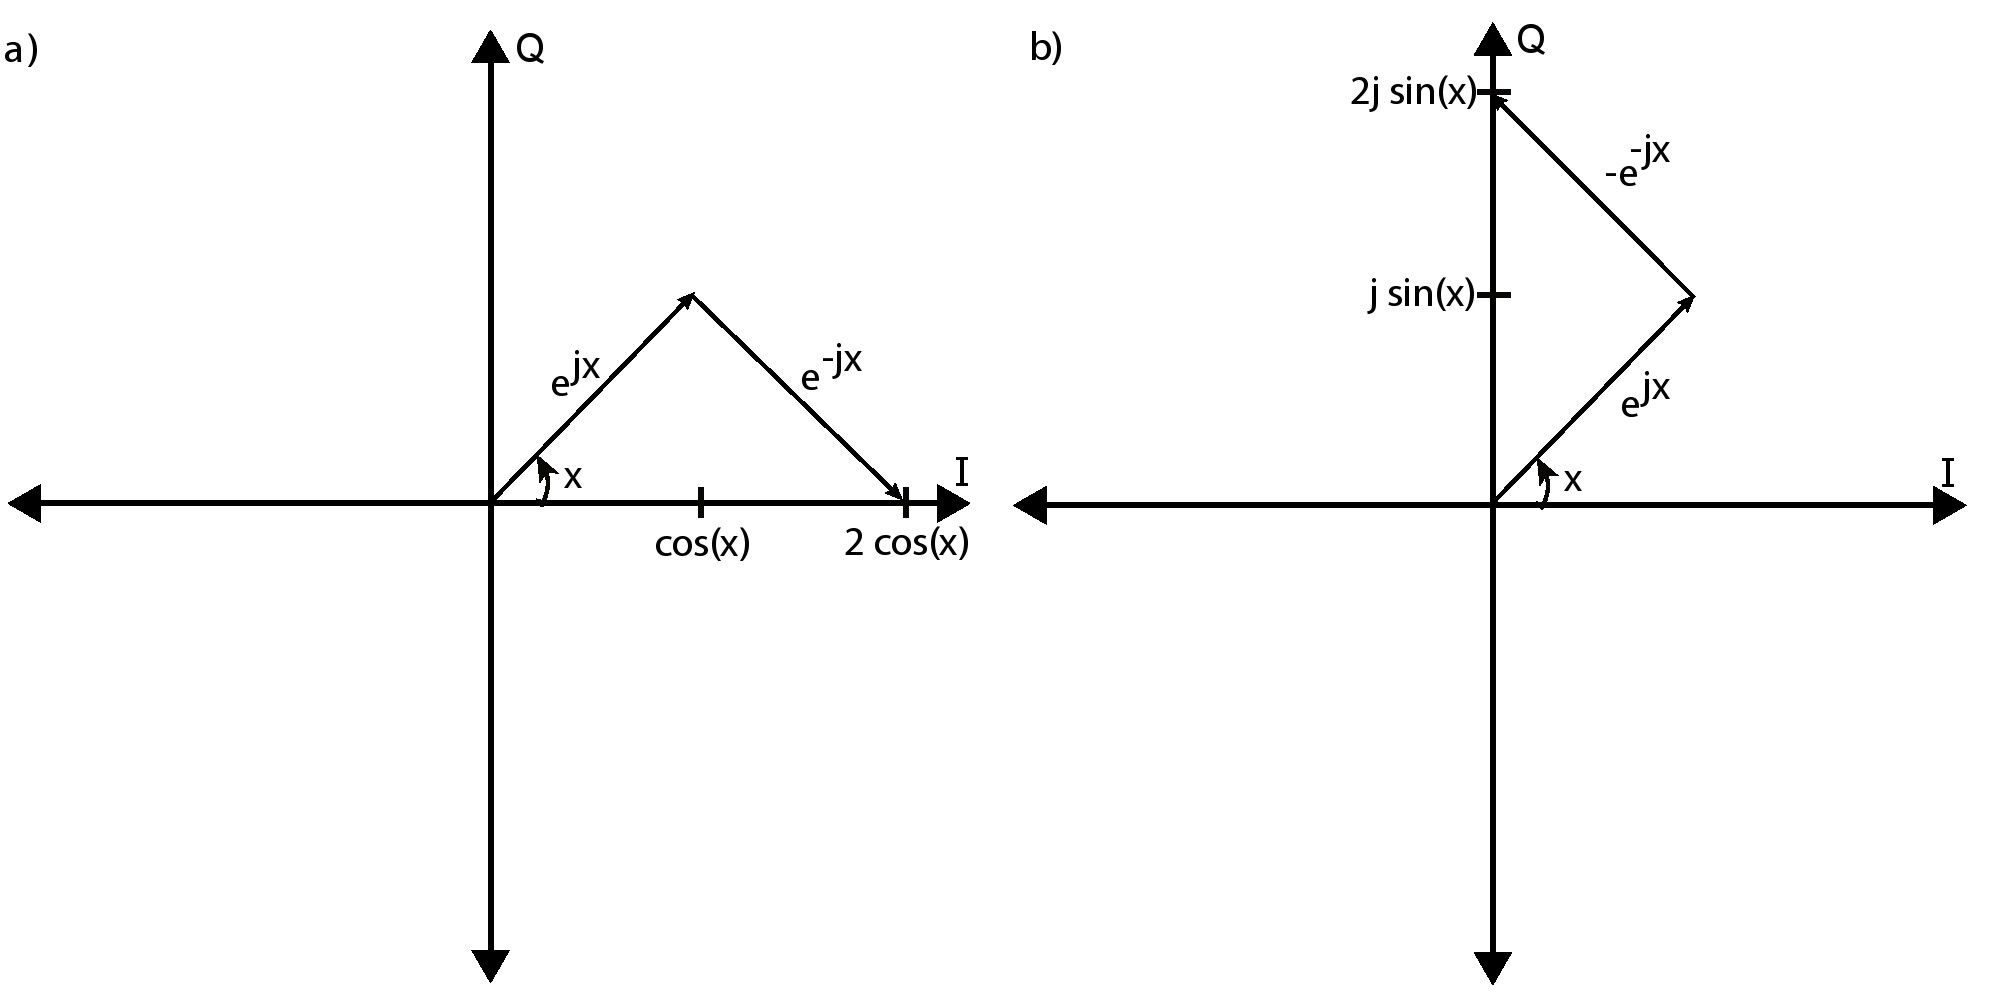 a)
Q
e^jx
e^-jx
x
I
cos(x)
2 cos(x)
b)
Q
2j sin(x)
-e^-jx
j sin(x)
e^jx
x
I